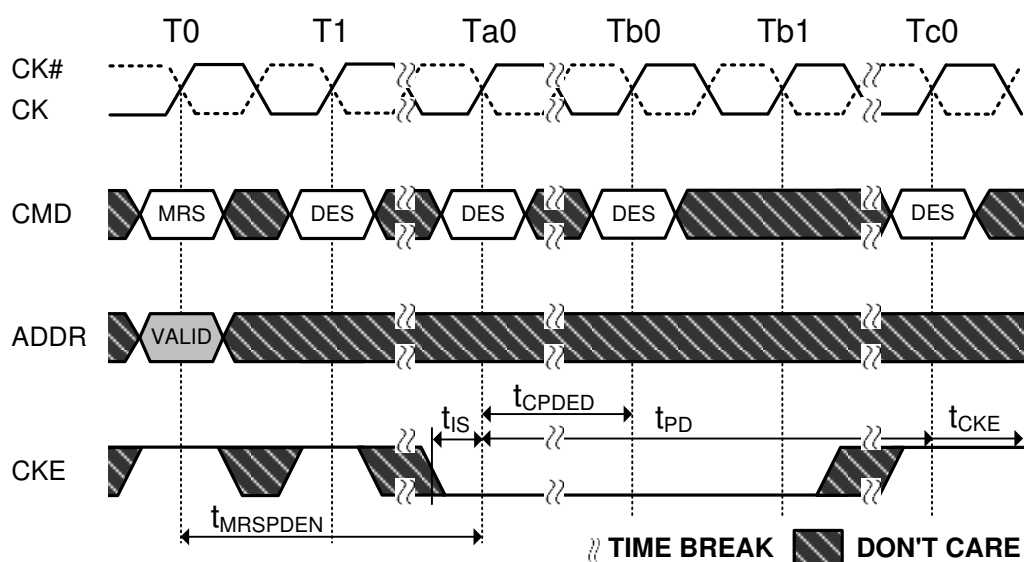 T0 T1 Ta0 Tb0 Tb1 Tc0
CK#
CK
CMD MRS DES DES DES DES
ADDR VALID
tCPDED
tIS tPD tCKE
CKE
tMRSPDEN
TIME BREAK DON'T CARE